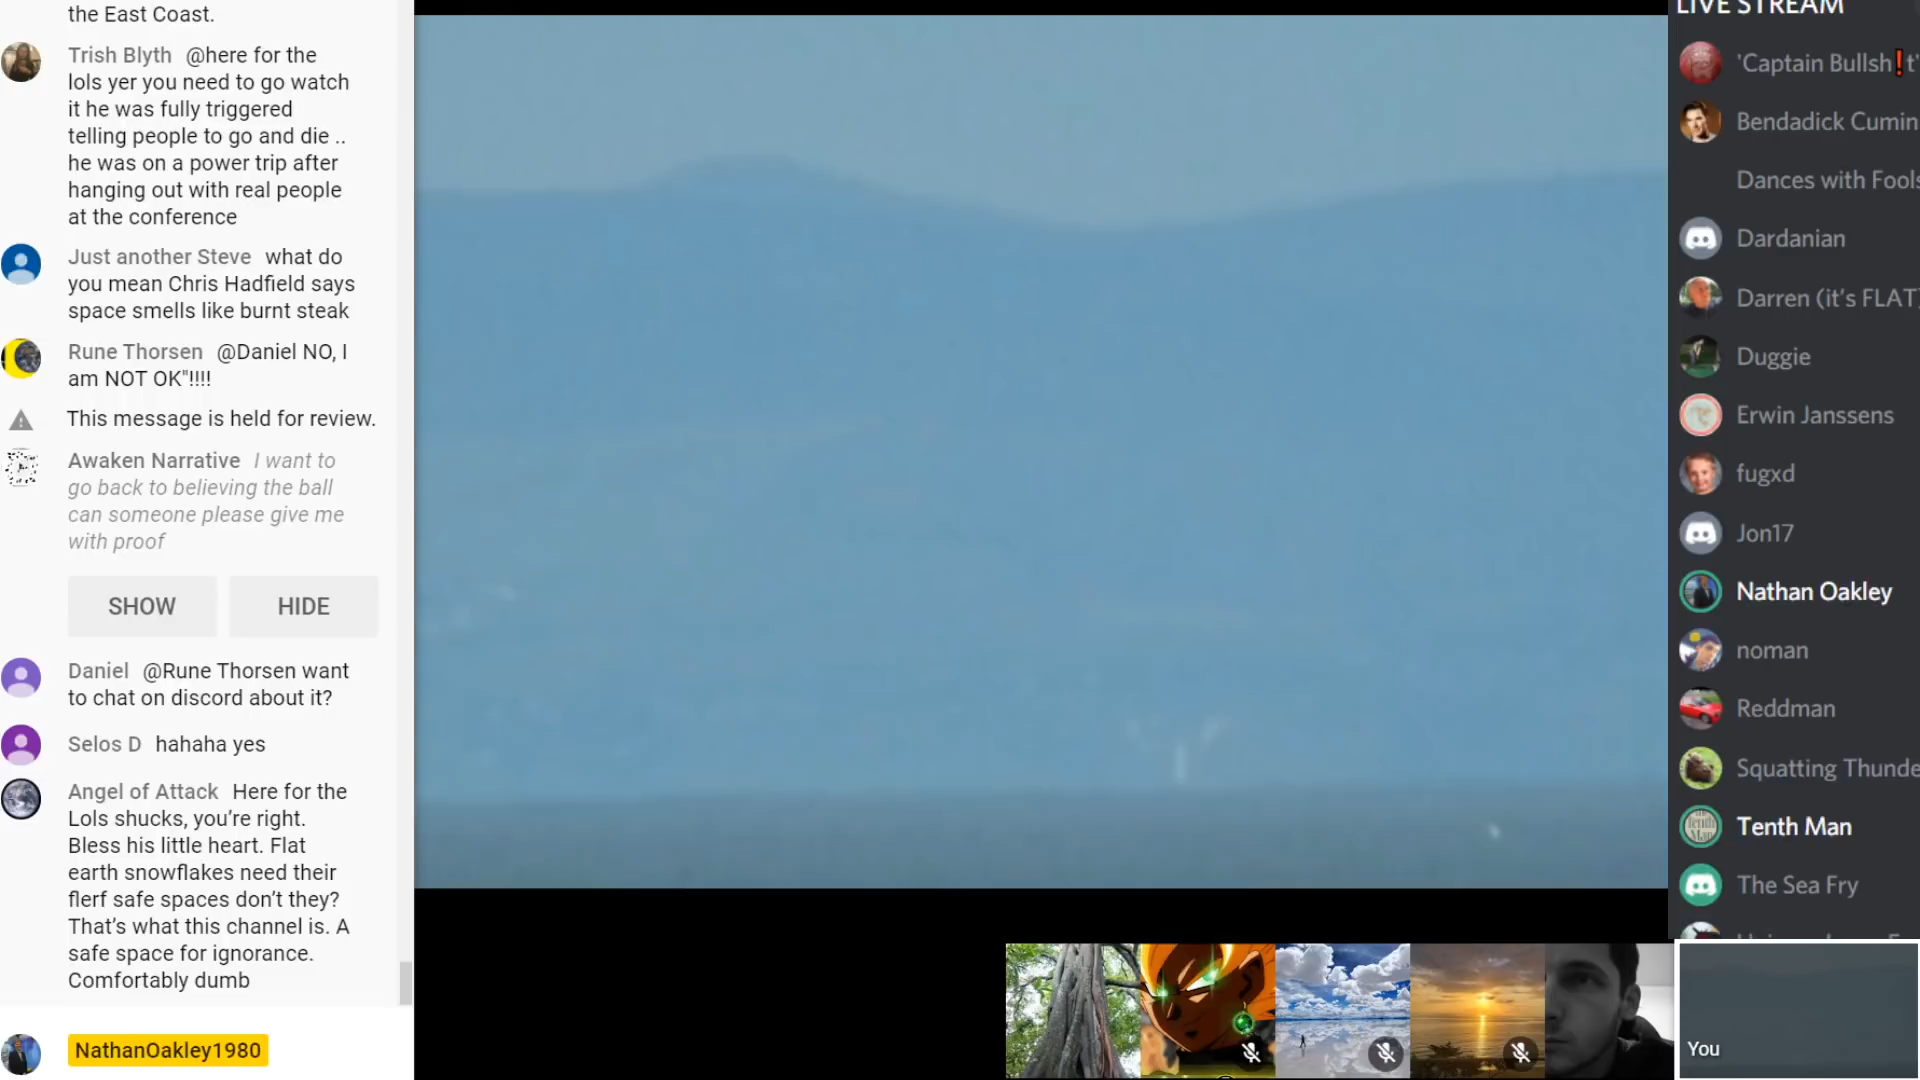 the East Coast.
Trish Blyth @here for the
lols yer you need to go watch
it he was fully triggered
telling people to go and die ..
he was on a power trip after
hanging out with real people
at the conference
Just another Steve what do
you mean Chris Hadfield says
space smells like burnt steak
Rune Thorsen @Daniel NO, I
am NOT OK"!!!!
This message is held for review.
Awaken Narrative I want to
go back to believing the ball
can someone please give me
with proof
SHOW HIDE
Daniel @Rune Thorsen want
to chat on discord about it?
Selos D hahaha yes
Angel of Attack Here for the
Lols shucks, you’re right.
Bless his little heart. Flat
earth snowflakes need their
flerf safe spaces don’t they?
That’s what this channel is. A
safe space for ignorance.
Comfortably dumb
NathanOakley1980
LIVE STREAM
'Captain Bullsh❗t'
Bendadick Cumin
Dances with Fools
Dardanian
Darren (it's FLAT)
Duggie
Erwin Janssens
fugxd
Jon17
Nathan Oakley
noman
Reddman
Squatting Thunde
Tenth Man
The Sea Fry
You